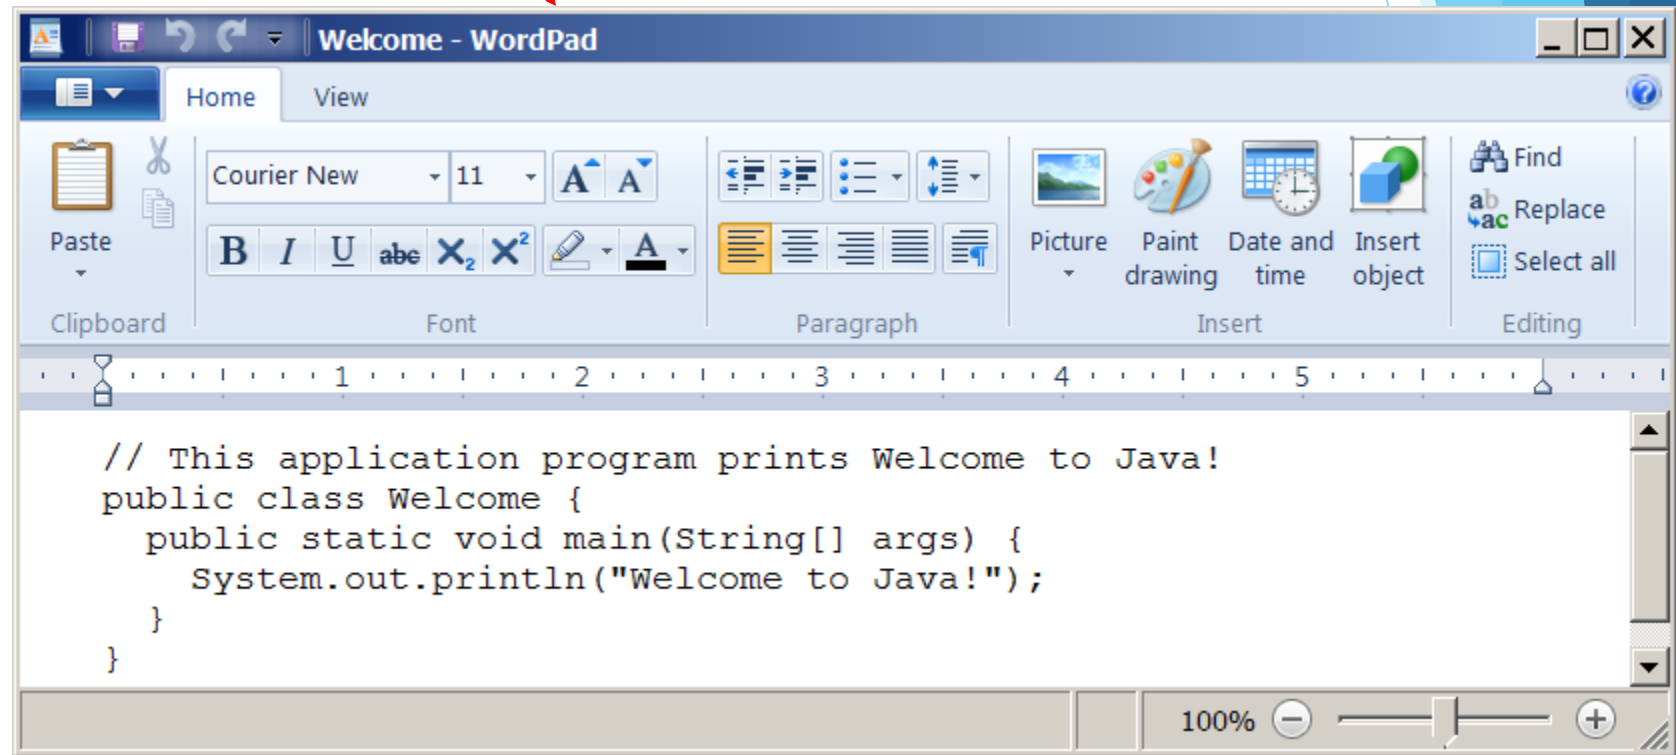 Welcome - WordPad
Home View
Courier New 11 A A
Find
Replace
Paste B I U abc X2 X² A
Picture Paint drawing Date and time Insert object
Select all
Clipboard Font Paragraph Insert Editing
1 2 3 4 5
// This application program prints Welcome to Java!
public class Welcome {
  public static void main(String[] args) {
    System.out.println("Welcome to Java!");
  }
}
100%